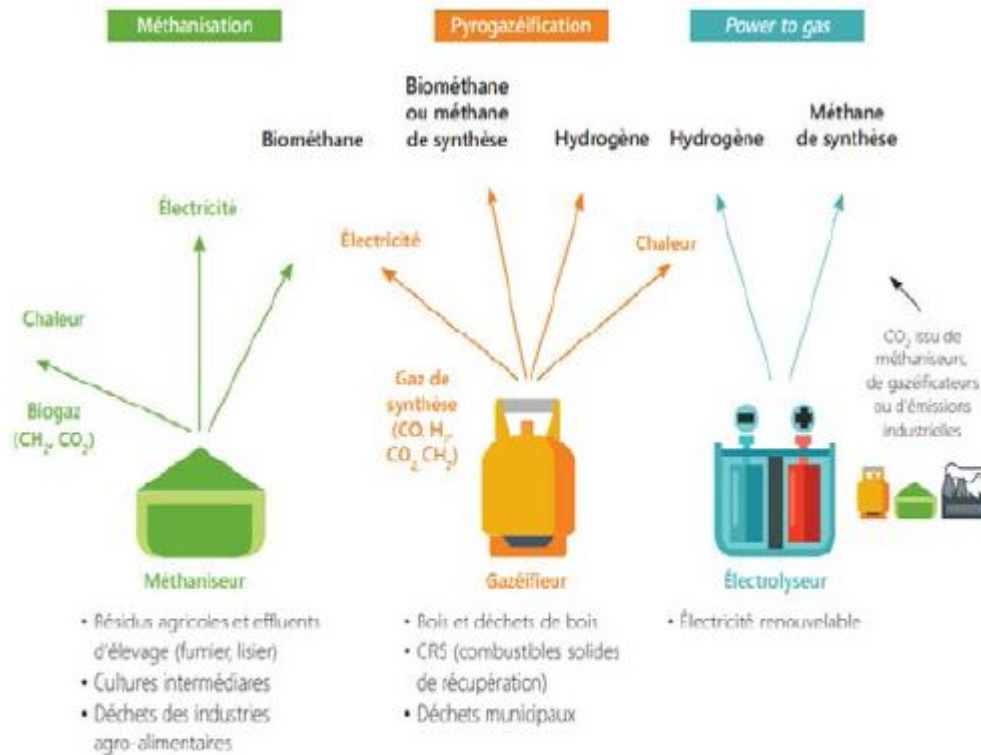 Méthanisation
Pyrogazéification
Power to gas
Biométhane
Biométhane
ou méthane
de synthèse
Hydrogène
Hydrogène
Méthane
de synthèse
Électricité
Chaleur
Biogaz
(CH₄, CO₂)
Électricité
Chaleur
Gaz de
synthèse
(CO, H₂,
CO₂, CH₄)
CO₂ issu de
méthaniseurs,
de gazéificateurs
ou d'émissions
industrielles
Méthaniseur
• Résidus agricoles et effluents
d'élevage (fumier, lisier)
• Cultures intermédiares
• Déchets des industries
agro-alimentaires
Gazéifieur
• Bois et déchets de bois
• CRS (combustibles solides
de récupération)
• Déchets municipaux
Électrolyseur
• Électricité renouvelable